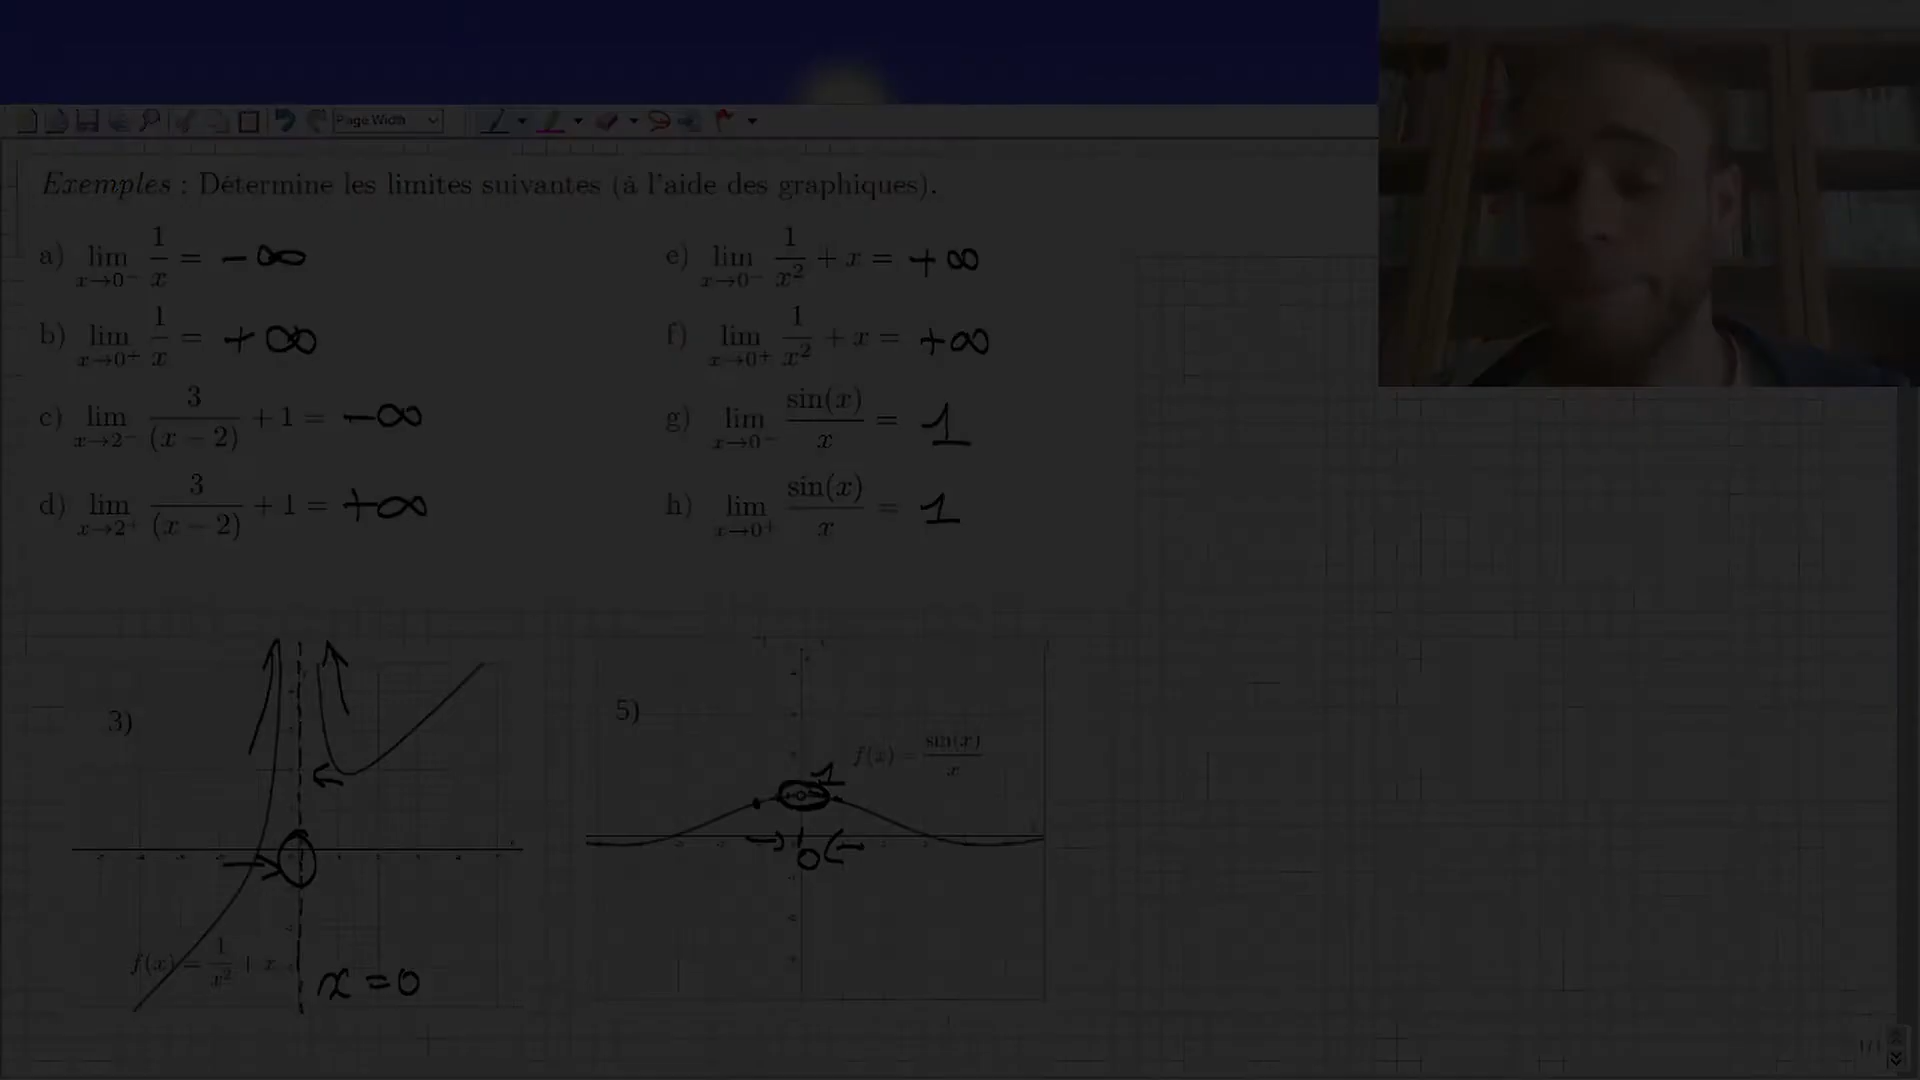 Page Width
Exemples : Détermine les limites suivantes (à l'aide des graphiques).
a) lim x→0⁻ 1/x = −∞
b) lim x→0⁺ 1/x = +∞
c) lim x→2⁻ 3/(x − 2) + 1 = −∞
d) lim x→2⁺ 3/(x − 2) + 1 = +∞
e) lim x→0⁻ 1/x² + x = +∞
f) lim x→0⁺ 1/x² + x = +∞
g) lim x→0⁻ sin(x)/x = 1
h) lim x→0⁺ sin(x)/x = 1
3)
f(x) = 1/x² + x
x = 0
5)
f(x) = sin(x)/x
1
0
1/1